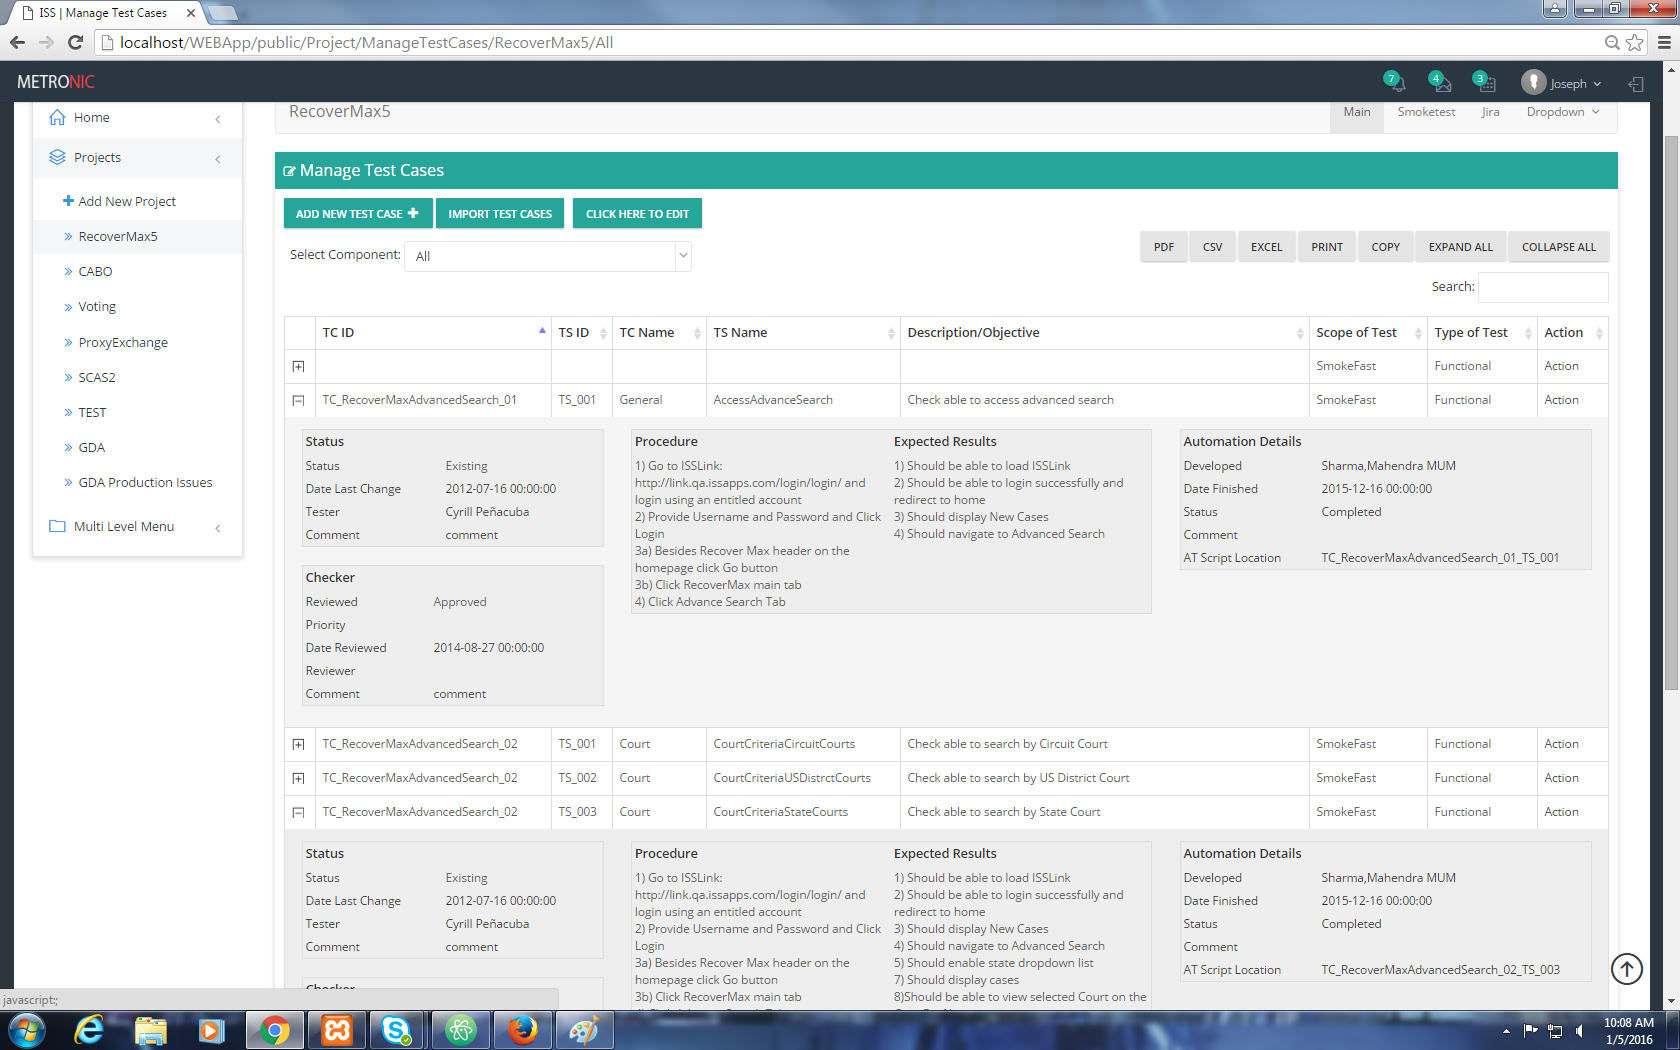 ISS | Manage Test Cases
localhost/WEBApp/public/Project/ManageTestCases/RecoverMax5/All
METRONIC
7
4
3
Joseph
Home
Projects
Add New Project
RecoverMax5
CABO
Voting
ProxyExchange
SCAS2
TEST
GDA
GDA Production Issues
Multi Level Menu
RecoverMax5
Main Smoketest Jira Dropdown
Manage Test Cases
ADD NEW TEST CASE IMPORT TEST CASES CLICK HERE TO EDIT
Select Component: All
PDF CSV EXCEL PRINT COPY EXPAND ALL COLLAPSE ALL
Search:
TC ID TS ID TC Name TS Name Description/Objective Scope of Test Type of Test Action
SmokeFast Functional Action
TC_RecoverMaxAdvancedSearch_01 TS_001 General AccessAdvanceSearch Check able to access advanced search SmokeFast Functional Action
Status
Status Existing
Date Last Change 2012-07-16 00:00:00
Tester Cyrill Peñacuba
Comment comment
Checker
Reviewed Approved
Priority
Date Reviewed 2014-08-27 00:00:00
Reviewer
Comment comment
Procedure
1) Go to ISSLink:
http://link.qa.issapps.com/login/login/ and
login using an entitled account
2) Provide Username and Password and Click
Login
3a) Besides Recover Max header on the
homepage click Go button
3b) Click RecoverMax main tab
4) Click Advance Search Tab
Expected Results
1) Should be able to load ISSLink
2) Should be able to login successfully and
redirect to home
3) Should display New Cases
4) Should navigate to Advanced Search
Automation Details
Developed Sharma,Mahendra MUM
Date Finished 2015-12-16 00:00:00
Status Completed
Comment
AT Script Location TC_RecoverMaxAdvancedSearch_01_TS_001
TC_RecoverMaxAdvancedSearch_02 TS_001 Court CourtCriteriaCircuitCourts Check able to search by Circuit Court SmokeFast Functional Action
TC_RecoverMaxAdvancedSearch_02 TS_002 Court CourtCriteriaUSDistrctCourts Check able to search by US District Court SmokeFast Functional Action
TC_RecoverMaxAdvancedSearch_02 TS_003 Court CourtCriteriaStateCourts Check able to search by State Court SmokeFast Functional Action
Status
Status Existing
Date Last Change 2012-07-16 00:00:00
Tester Cyrill Peñacuba
Comment comment
Checker
Procedure
1) Go to ISSLink:
http://link.qa.issapps.com/login/login/ and
login using an entitled account
2) Provide Username and Password and Click
Login
3a) Besides Recover Max header on the
homepage click Go button
3b) Click RecoverMax main tab
Expected Results
1) Should be able to load ISSLink
2) Should be able to login successfully and
redirect to home
3) Should display New Cases
4) Should navigate to Advanced Search
5) Should enable state dropdown list
7) Should display cases
8)Should be able to view selected Court on the
Automation Details
Developed Sharma,Mahendra MUM
Date Finished 2015-12-16 00:00:00
Status Completed
Comment
AT Script Location TC_RecoverMaxAdvancedSearch_02_TS_003
javascript:;
10:08 AM
1/5/2016